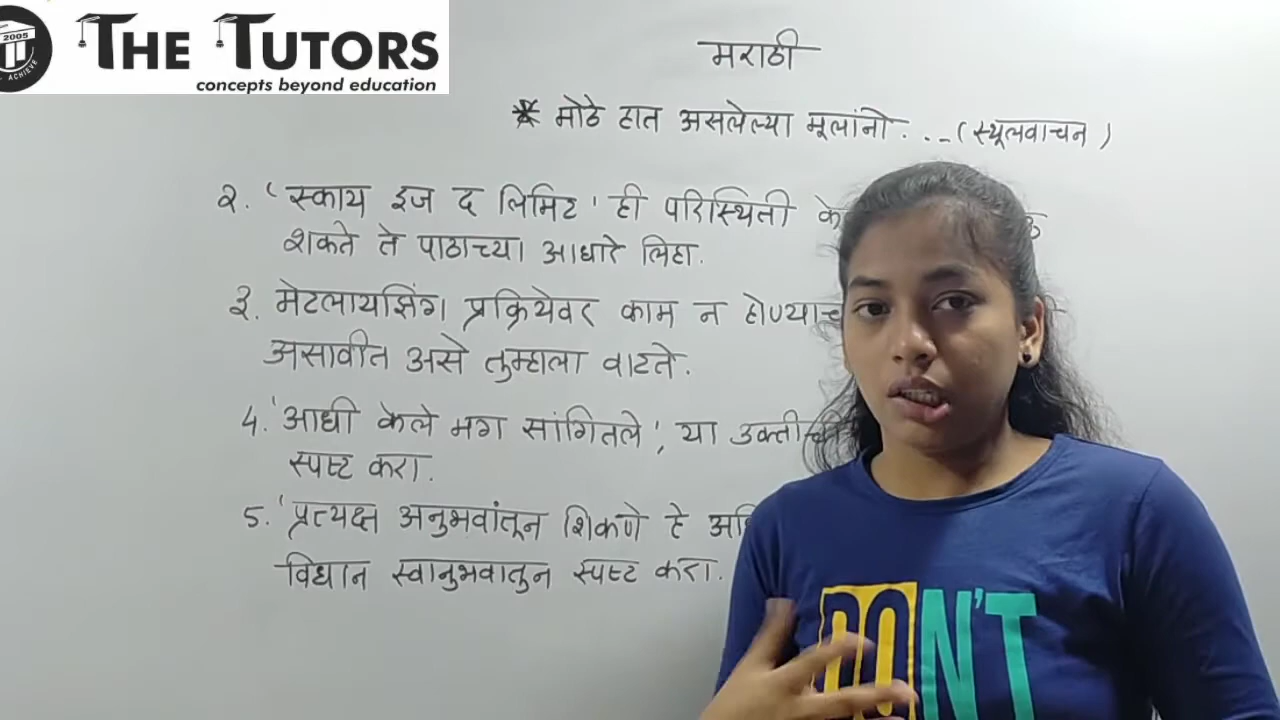 2005
ACHIEVE
THE TUTORS
concepts beyond education
मराठी
* मोठे हात असलेल्या मूलांनो. . .- (स्थूलवाचन)
२. 'स्काय इज द लिमिट' ही परिस्थिती
शकते ते पाठाच्या आधारे लिहा.
३. मेटलायझिंग प्रक्रियेवर काम न
असावीत असे तुम्हाला वाटते.
4. 'आधी केले मग सांगितले', या
स्पष्ट करा.
5. 'प्रत्यक्ष अनुभवांतून शिकणे हे
विधान स्वानुभवातुन स्पष्ट करा.
DON'T